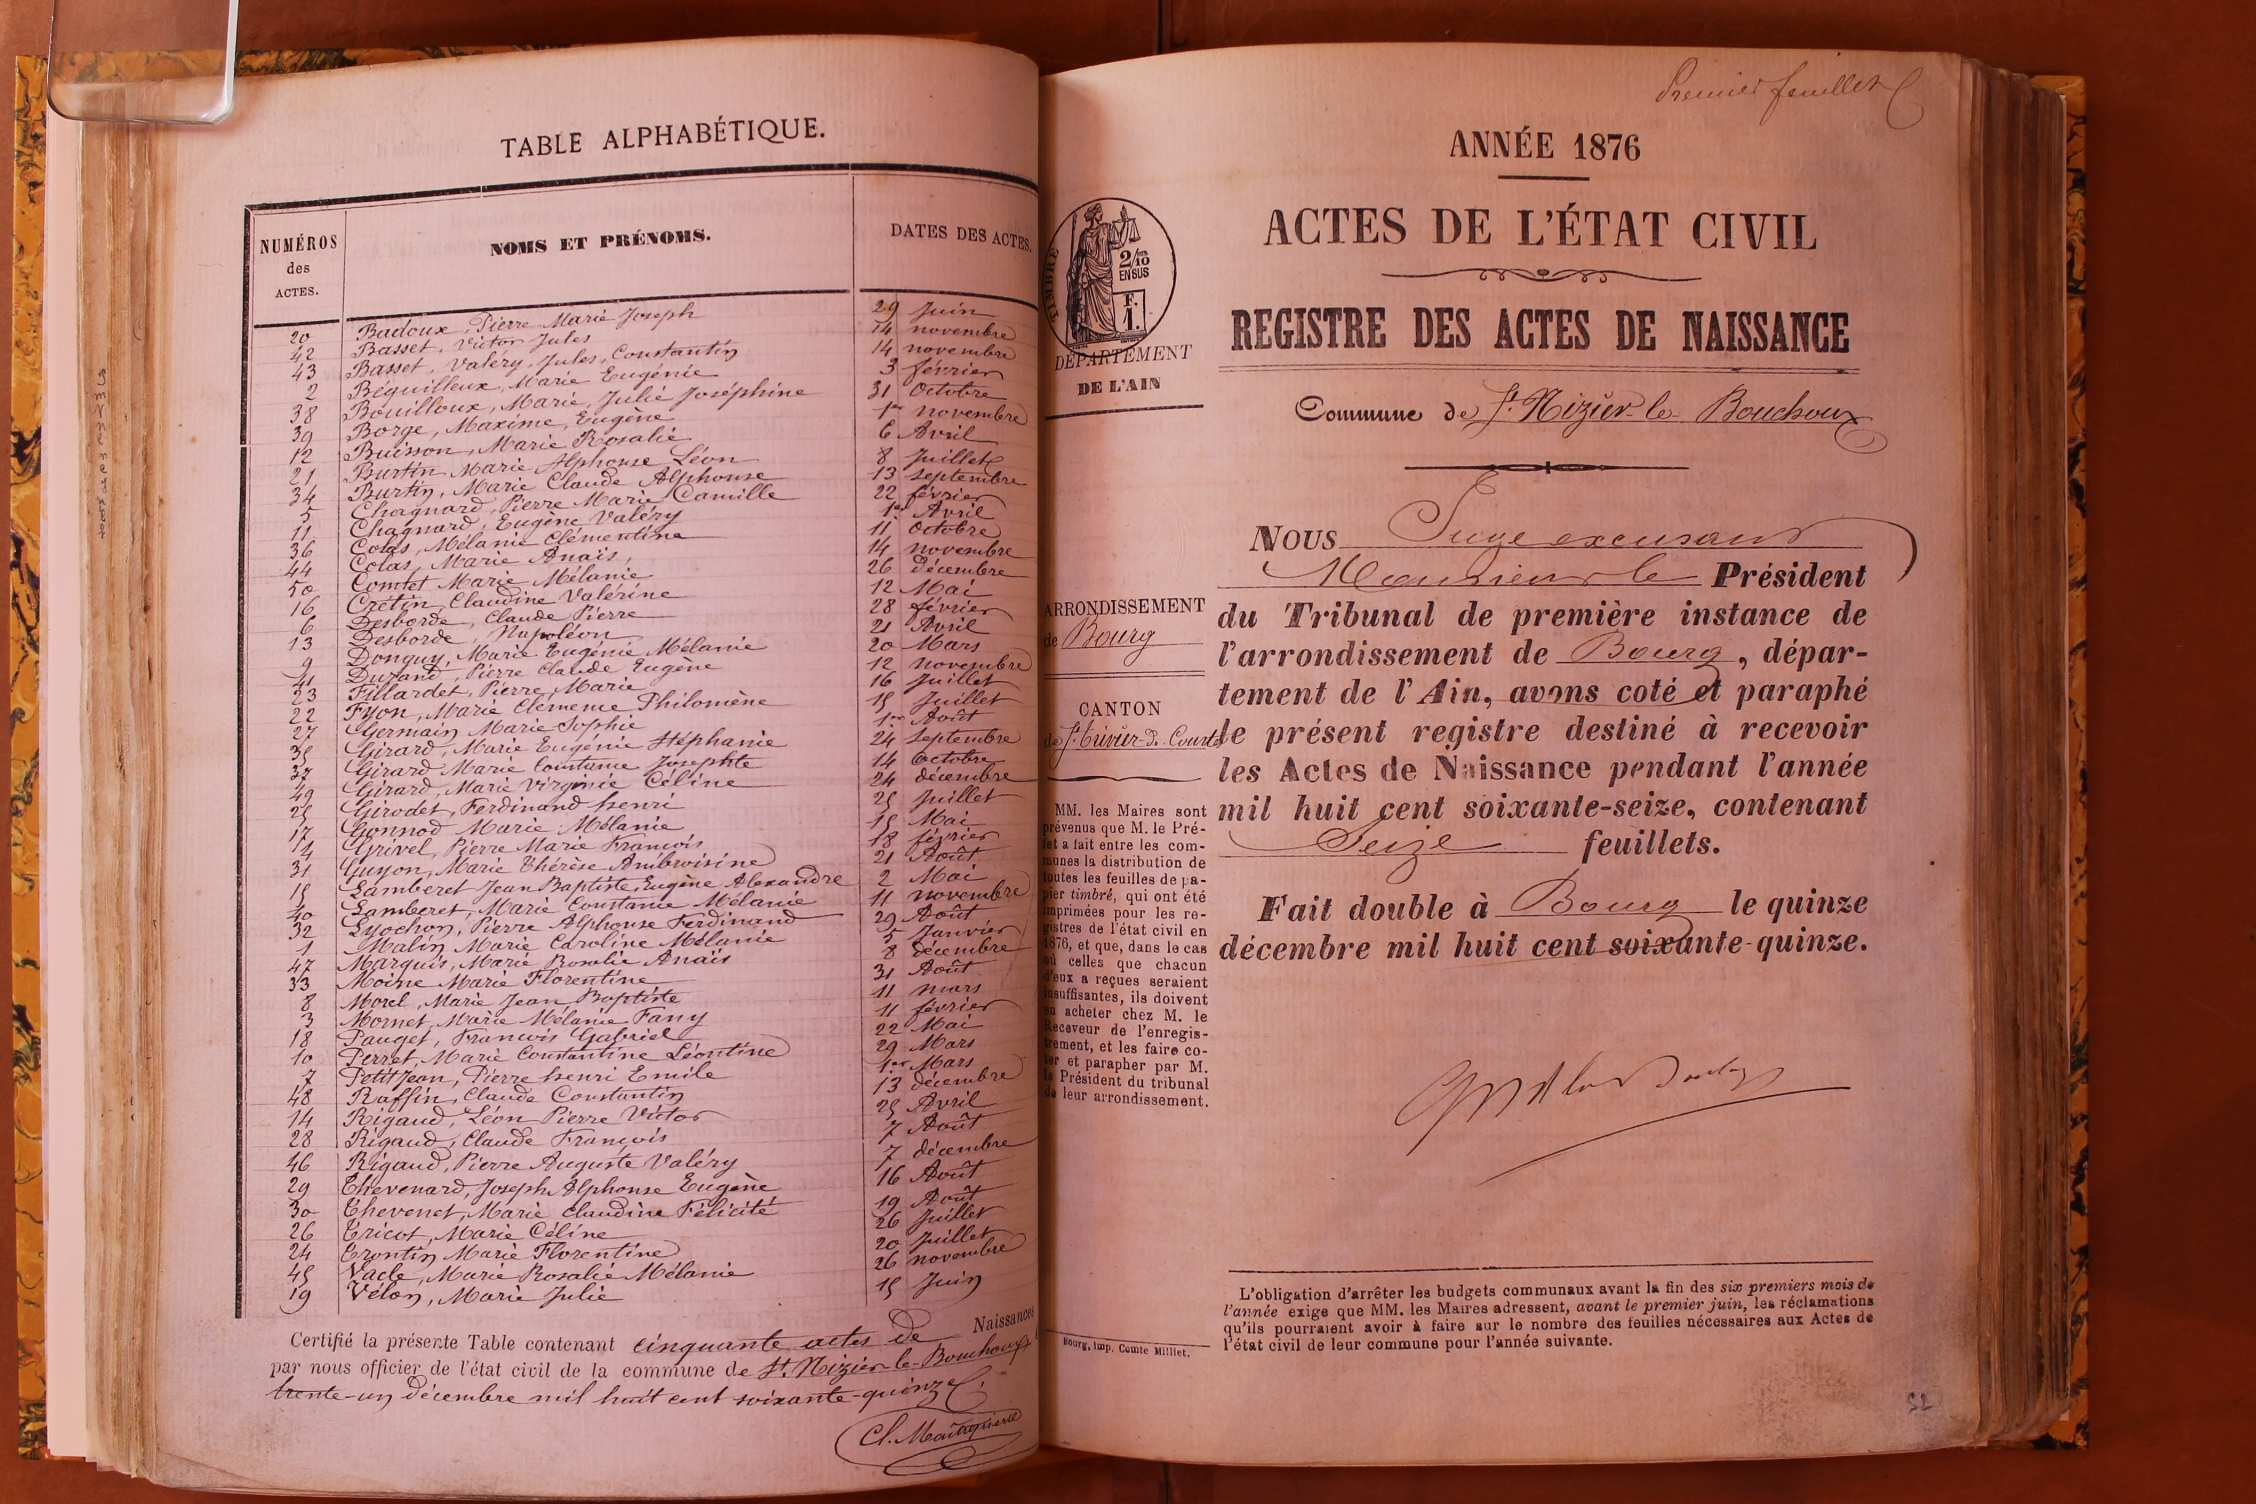 TABLE ALPHABÉTIQUE.
NUMÉROS des ACTES. NOMS ET PRÉNOMS. DATES DES ACTES.
20 Badoux, Pierre Marie Joseph 29 Juin
42 Basset, Victor Jules 14 novembre
43 Basset, Valéry, Jules, Constantin 14 novembre
2 Béguilleux, Marie Eugénie 3 février
38 Bouilloux, Marie, Julie Joséphine 31 Octobre
39 Borge, Maxime, Eugène 1er novembre
12 Buisson, Marie Rosalie 6 Avril
21 Burtin Marie Alphonse Léon 8 Juillet
34 Burtin, Marie Claude Alphonse 13 septembre
5 Chagnard, Pierre Marie Camille 22 février
11 Chagnard, Eugène Valéry 1er Avril
36 Colas, Mélanie Clémentine 11 Octobre
44 Colas, Marie Anaïs, 14 novembre
50 Comtet Marie Mélanie 26 Décembre
16 Crétin, Claudine Valérine 12 Mai
6 Desborde, Claude Pierre 28 février
13 Desborde, Napoléon 21 Avril
9 Donguy, Marie Eugénie Mélanie 20 Mars
41 Durand, Pierre Claude Eugène 12 novembre
23 Fillardet, Pierre Marie 16 Juillet
22 Fyon, Marie Clémence Philomène 15 Juillet
27 Germain Marie Sophie 1er Août
35 Girard, Marie Eugénie Stéphanie 24 septembre
37 Girard Marie Constance Josephte 14 Octobre
49 Girard, Marie Virginie Céline 24 décembre
25 Girodet, Ferdinand henri 25 Juillet
17 Gonnod Marie Mélanie 15 Mai
4 Grivel, Pierre Marie François 18 février
31 Guyon, Marie Thérèse Ambroisine 21 Août
15 Lamberet Jean Baptiste Eugène Alexandre 2 Mai
40 Lamberet, Marie Constance Mélanie 11 novembre
32 Lyochon, Pierre Alphonse Ferdinand 29 Août
1 Malin Marie Caroline Mélanie 5 Janvier
47 Marquis, Marie Rosalie Anaïs 8 décembre
33 Moine Marie Florentine 31 Août
8 Morel, Marie Jean Baptiste 11 mars
3 Mornet, Marie Mélanie Fany 11 février
18 Pauget, François Gabriel 22 Mai
10 Perret, Marie Constantine Léontine 29 Mars
7 Petitjean, Pierre henri Emile 1er Mars
48 Raffin, Claude Constantin 13 décembre
14 Rigaud, Léon Pierre Victor 25 Avril
28 Rigaud, Claude François 7 Août
46 Rigaud, Pierre Auguste Valéry 7 décembre
29 Thevenard, Joseph Alphonse Eugène 16 Août
30 Thevenet, Marie Claudine Félicité 19 Août
26 Tricot, Marie Céline 26 Juillet
24 Trontin Marie Florentine 20 Juillet
45 Vacle, Marie Rosalie Mélanie 26 novembre
19 Vélon, Marie Julie 15 Juin
Certifié la présente Table contenant cinquante actes de Naissances
par nous officier de l'état civil de la commune de St. Nizier-le-Bouchoux
trente-un décembre mil huit cent soixante-quinze.
Premier feuillet
ANNÉE 1876
ACTES DE L'ÉTAT CIVIL
REGISTRE DES ACTES DE NAISSANCE
Commune de St. Nizier-le-Bouchoux
TIMBRE
2/10 EN SUS
F. 1.
DÉPARTEMENT
DE L'AIN
ARRONDISSEMENT
de Bourg
CANTON
de St. Trivier-d.-Courtes
MM. les Maires sont
prévenus que M. le Pré-
fet a fait entre les com-
munes la distribution de
toutes les feuilles de pa-
pier timbré, qui ont été
imprimées pour les re-
gistres de l'état civil en
1876, et que, dans le cas
où celles que chacun
d'eux a reçues seraient
insuffisantes, ils doivent
en acheter chez M. le
Receveur de l'enregis-
trement, et les faire co-
ter et parapher par M.
le Président du tribunal
de leur arrondissement.
Bourg, imp. Comte Milliet.
NOUS Juge excusant
Monsieur le Président
du Tribunal de première instance de
l'arrondissement de Bourg, dépar-
tement de l'Ain, avons coté et paraphé
le présent registre destiné à recevoir
les Actes de Naissance pendant l'année
mil huit cent soixante-seize, contenant
Seize feuillets.
Fait double à Bourg le quinze
décembre mil huit cent soixante-quinze.
L'obligation d'arrêter les budgets communaux avant la fin des six premiers mois de
l'année exige que MM. les Maires adressent, avant le premier juin, les réclamations
qu'ils pourraient avoir à faire sur le nombre des feuilles nécessaires aux Actes de
l'état civil de leur commune pour l'année suivante.
52